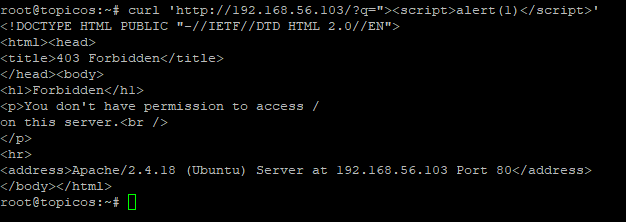 root@topicos:~# curl 'http://192.168.56.103/?q="><script>alert(1)</script>'
<!DOCTYPE HTML PUBLIC "-//IETF//DTD HTML 2.0//EN">
<html><head>
<title>403 Forbidden</title>
</head><body>
<h1>Forbidden</h1>
<p>You don't have permission to access /
on this server.<br />
</p>
<hr>
<address>Apache/2.4.18 (Ubuntu) Server at 192.168.56.103 Port 80</address>
</body></html>
root@topicos:~#